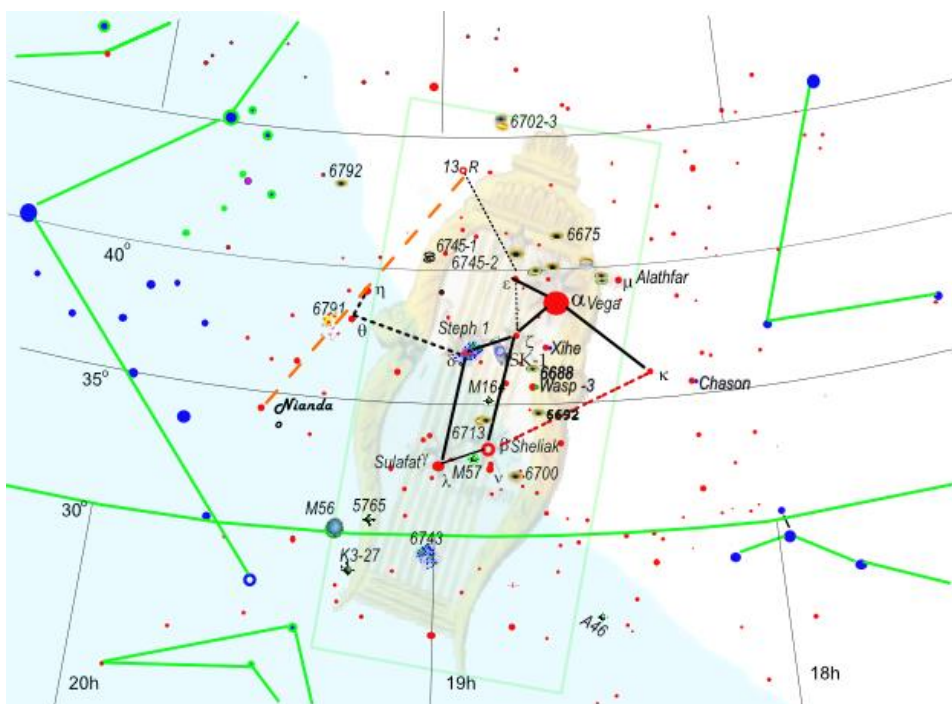 6702-3
13 R
6792
40°
6745-1
6675
6745-2
ε
μ Alathfar
α Vega
η
6791
θ
Steph 1
ζ
Xihe
SK-1
δ
6688
κ
35°
M164
Wasp -3
Chason
Nianda
6692
6713
β Sheliak
Sulafat γ
M57
ν
6700
λ
30°
M56
5765
6743
K3-27
A46
20h
19h
18h